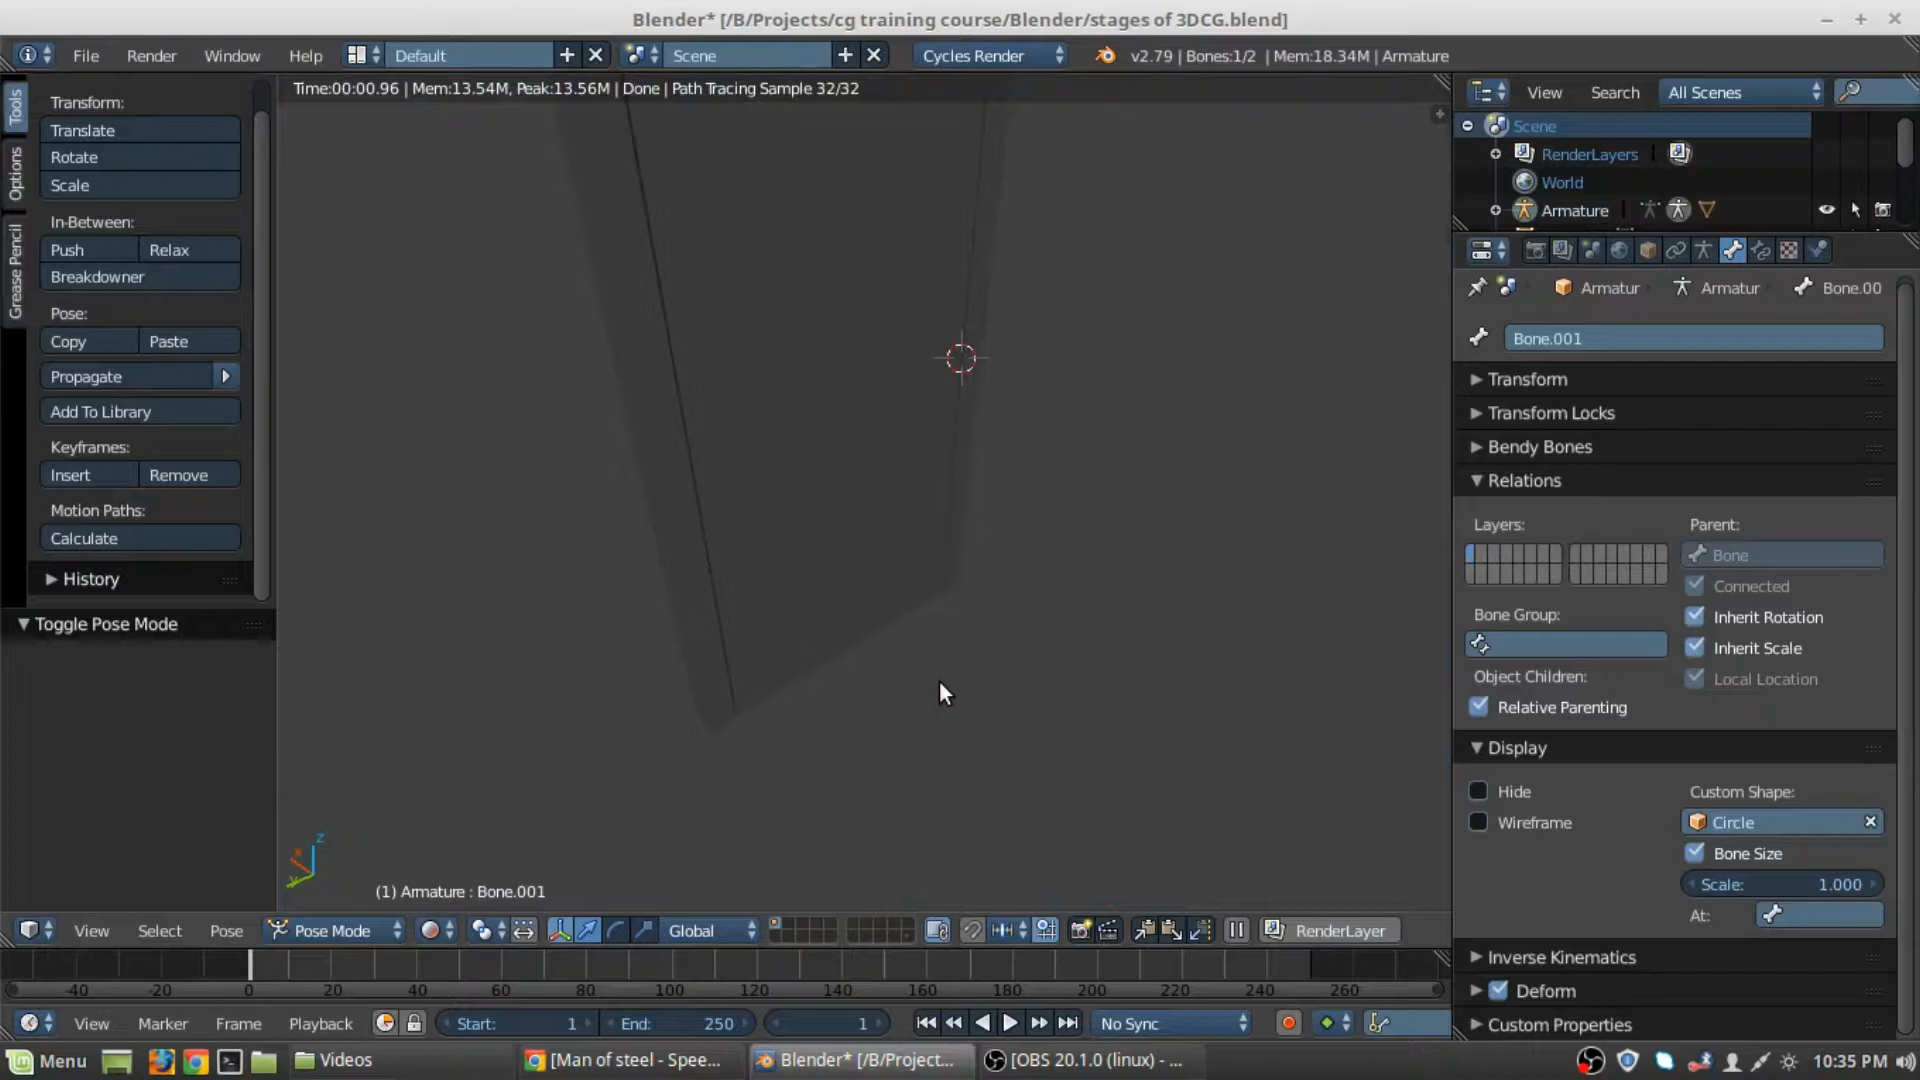 Blender* [/B/Projects/cg training course/Blender/stages of 3DCG.blend]
File Render Window Help Default Scene Cycles Render v2.79 | Bones:1/2 | Mem:18.34M | Armature
Time:00:00.96 | Mem:13.54M, Peak:13.56M | Done | Path Tracing Sample 32/32
Tools
Options
Grease Pencil
Transform:
Translate
Rotate
Scale
In-Between:
Push Relax
Breakdowner
Pose:
Copy Paste
Propagate
Add To Library
Keyframes:
Insert Remove
Motion Paths:
Calculate
History
Toggle Pose Mode
(1) Armature : Bone.001
View Search All Scenes
Scene
RenderLayers
World
Armature
Armatur Armatur Bone.00
Bone.001
Transform
Transform Locks
Bendy Bones
Relations
Layers: Parent:
Bone
Connected
Bone Group: Inherit Rotation
Inherit Scale
Object Children: Local Location
Relative Parenting
Display
Hide Custom Shape:
Wireframe Circle
Bone Size
Scale: 1.000
At:
Inverse Kinematics
Deform
Custom Properties
View Select Pose Pose Mode Global RenderLayer
-40 -20 0 20 40 60 80 100 120 140 160 180 200 220 240 260
View Marker Frame Playback Start: 1 End: 250 1 No Sync
Menu Videos [Man of steel - Spee... Blender* [/B/Project... [OBS 20.1.0 (linux) - ... 10:35 PM